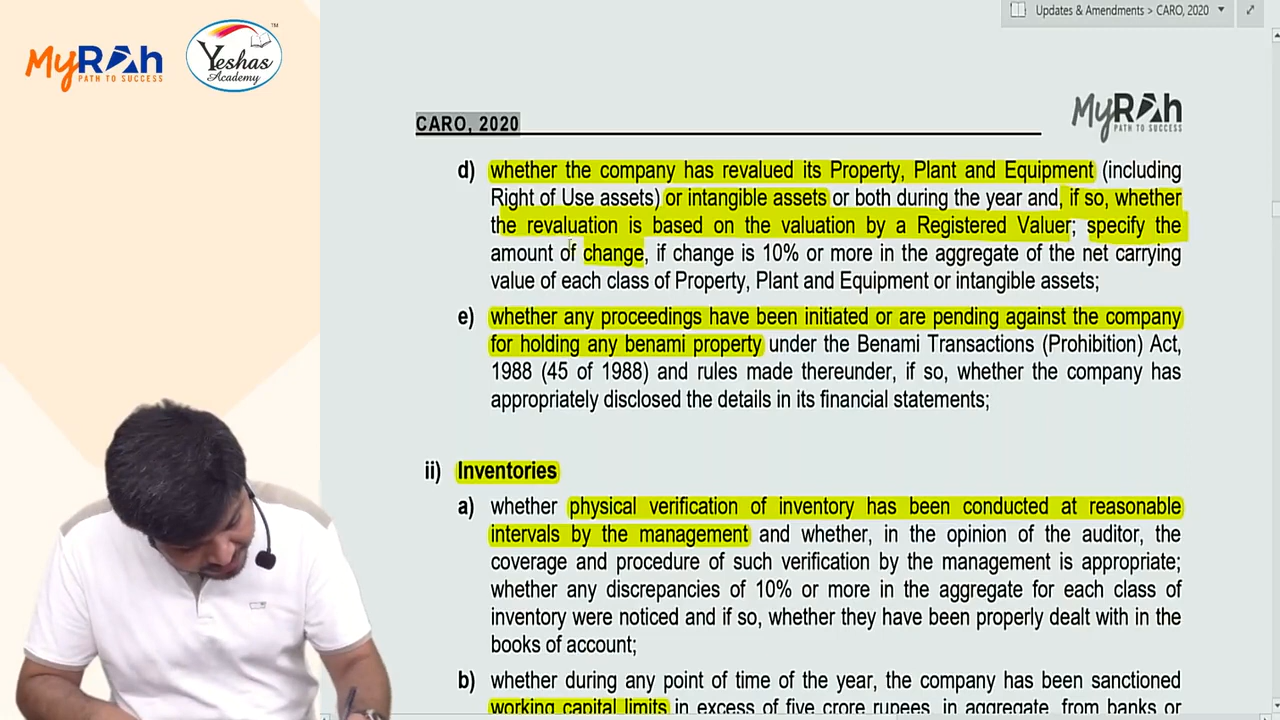 Updates & Amendments > CARO, 2020
MyRAh
PATH TO SUCCESS
Yeshas
Academy
TM
MyRAh
PATH TO SUCCESS
CARO, 2020
d) whether the company has revalued its Property, Plant and Equipment (including
Right of Use assets) or intangible assets or both during the year and, if so, whether
the revaluation is based on the valuation by a Registered Valuer; specify the
amount of change, if change is 10% or more in the aggregate of the net carrying
value of each class of Property, Plant and Equipment or intangible assets;
e) whether any proceedings have been initiated or are pending against the company
for holding any benami property under the Benami Transactions (Prohibition) Act,
1988 (45 of 1988) and rules made thereunder, if so, whether the company has
appropriately disclosed the details in its financial statements;
ii) Inventories
a) whether physical verification of inventory has been conducted at reasonable
intervals by the management and whether, in the opinion of the auditor, the
coverage and procedure of such verification by the management is appropriate;
whether any discrepancies of 10% or more in the aggregate for each class of
inventory were noticed and if so, whether they have been properly dealt with in the
books of account;
b) whether during any point of time of the year, the company has been sanctioned
working capital limits in excess of five crore rupees, in aggregate, from banks or